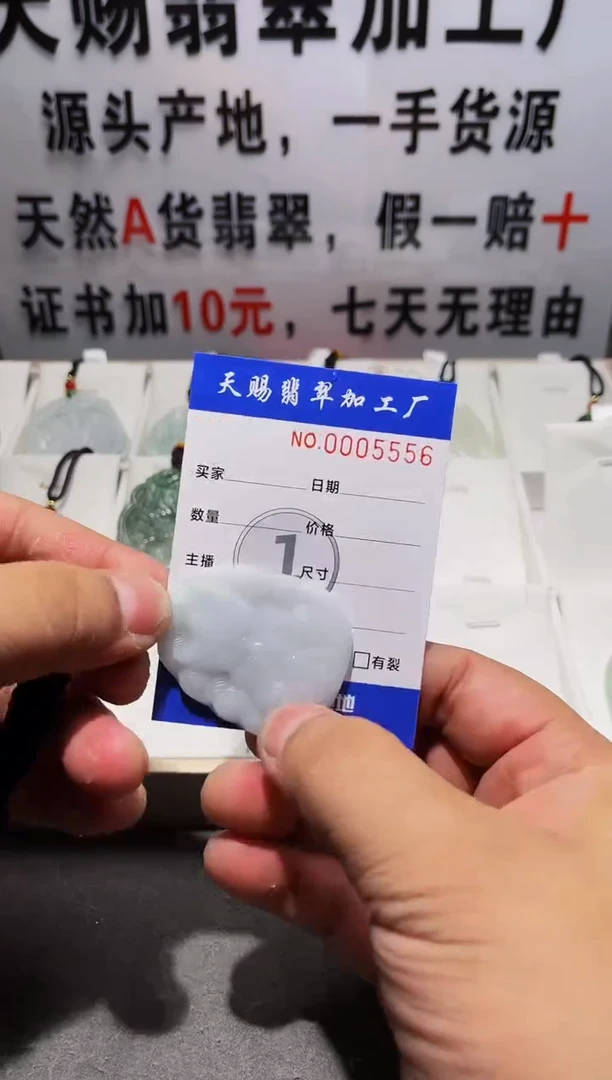 天赐翡翠加工厂
源头产地，一手货源
天然A货翡翠，假一赔十
证书加10元，七天无理由
天赐翡翠加工厂
NO.0005556
买家 日期
数量 价格
1
主播 尺寸
有裂
地